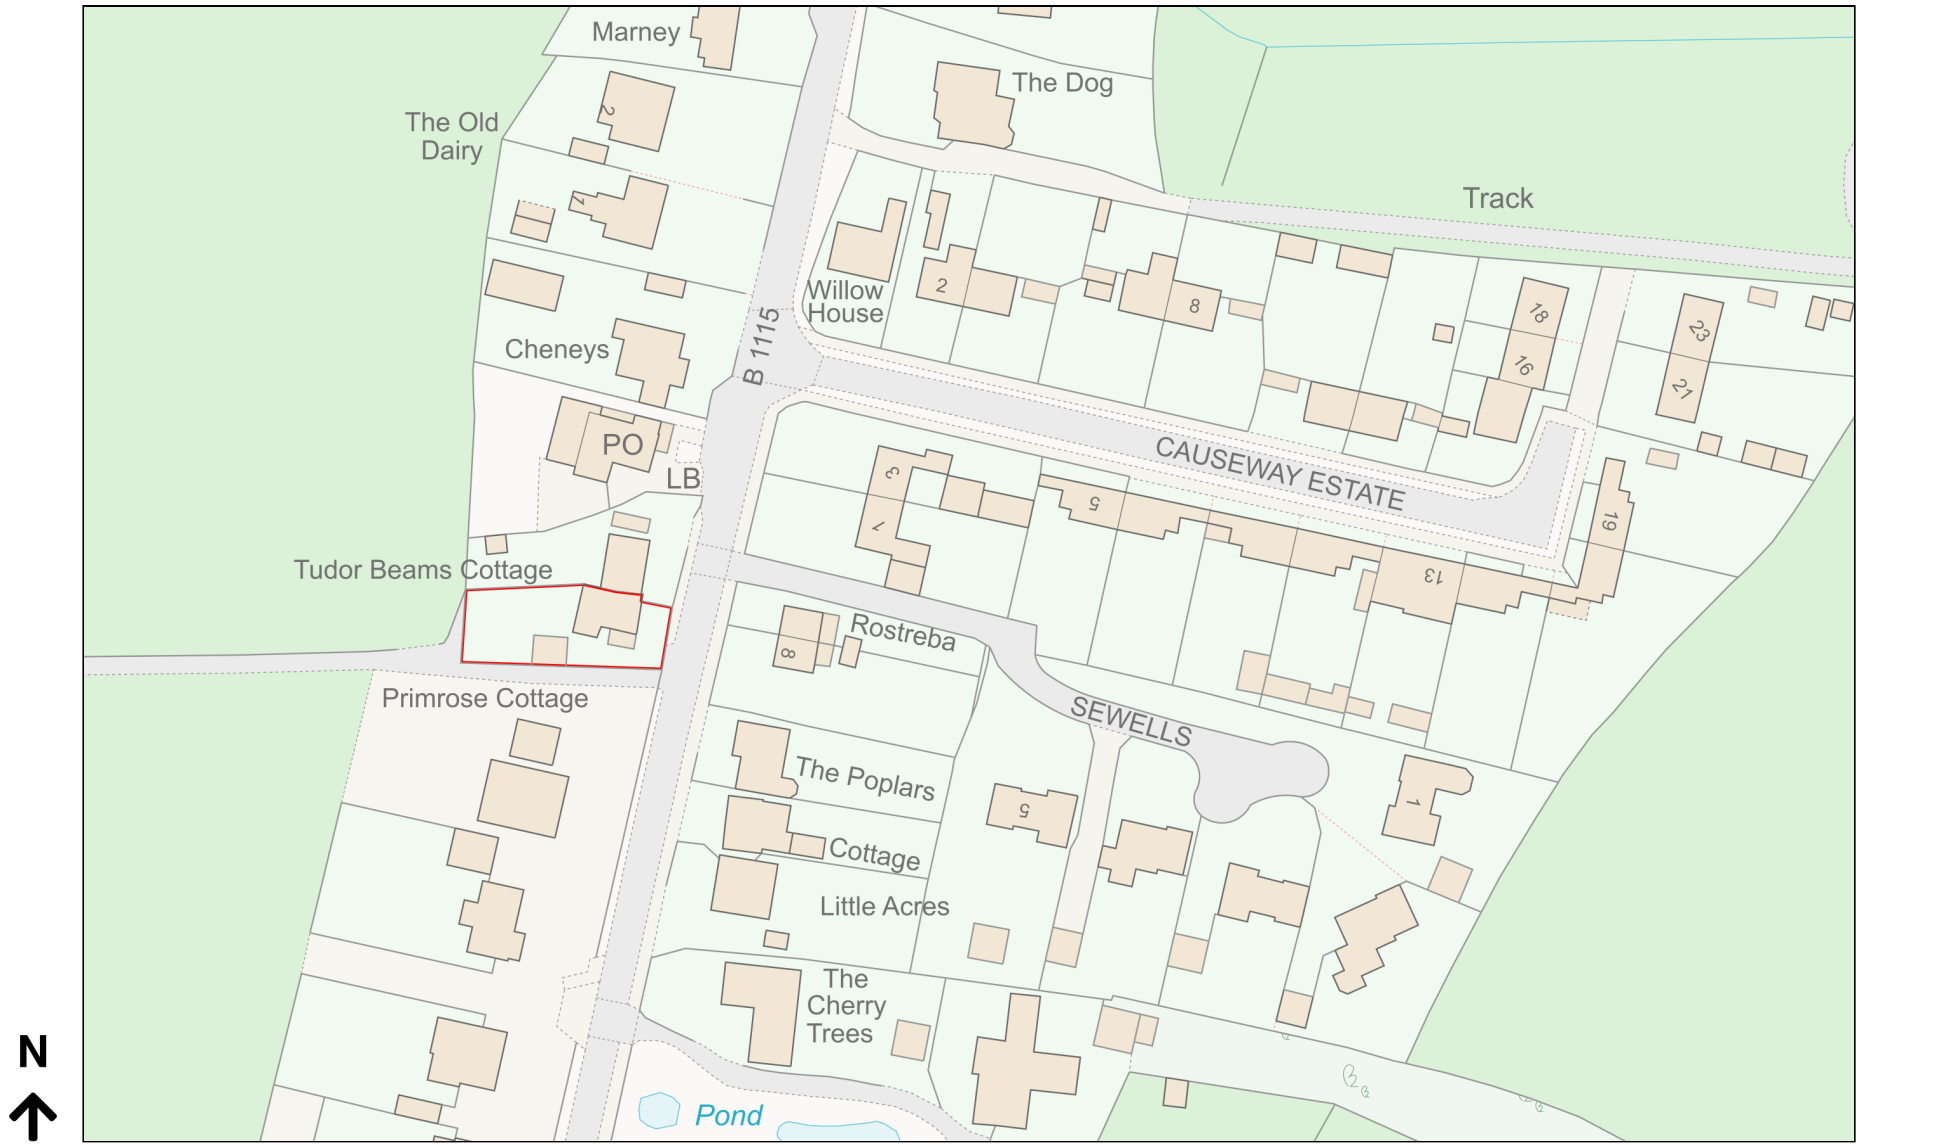 Marney
The Dog
2
The Old
Dairy
Track
7
2
Willow
House
8
18
23
B 1115
Cheneys
16
21
PO
LB
3
CAUSEWAY ESTATE
5
7
19
Tudor Beams Cottage
13
Rostreba
8
Primrose Cottage
SEWELLS
The Poplars
5
1
Cottage
Little Acres
The
Cherry
Trees
N
Pond